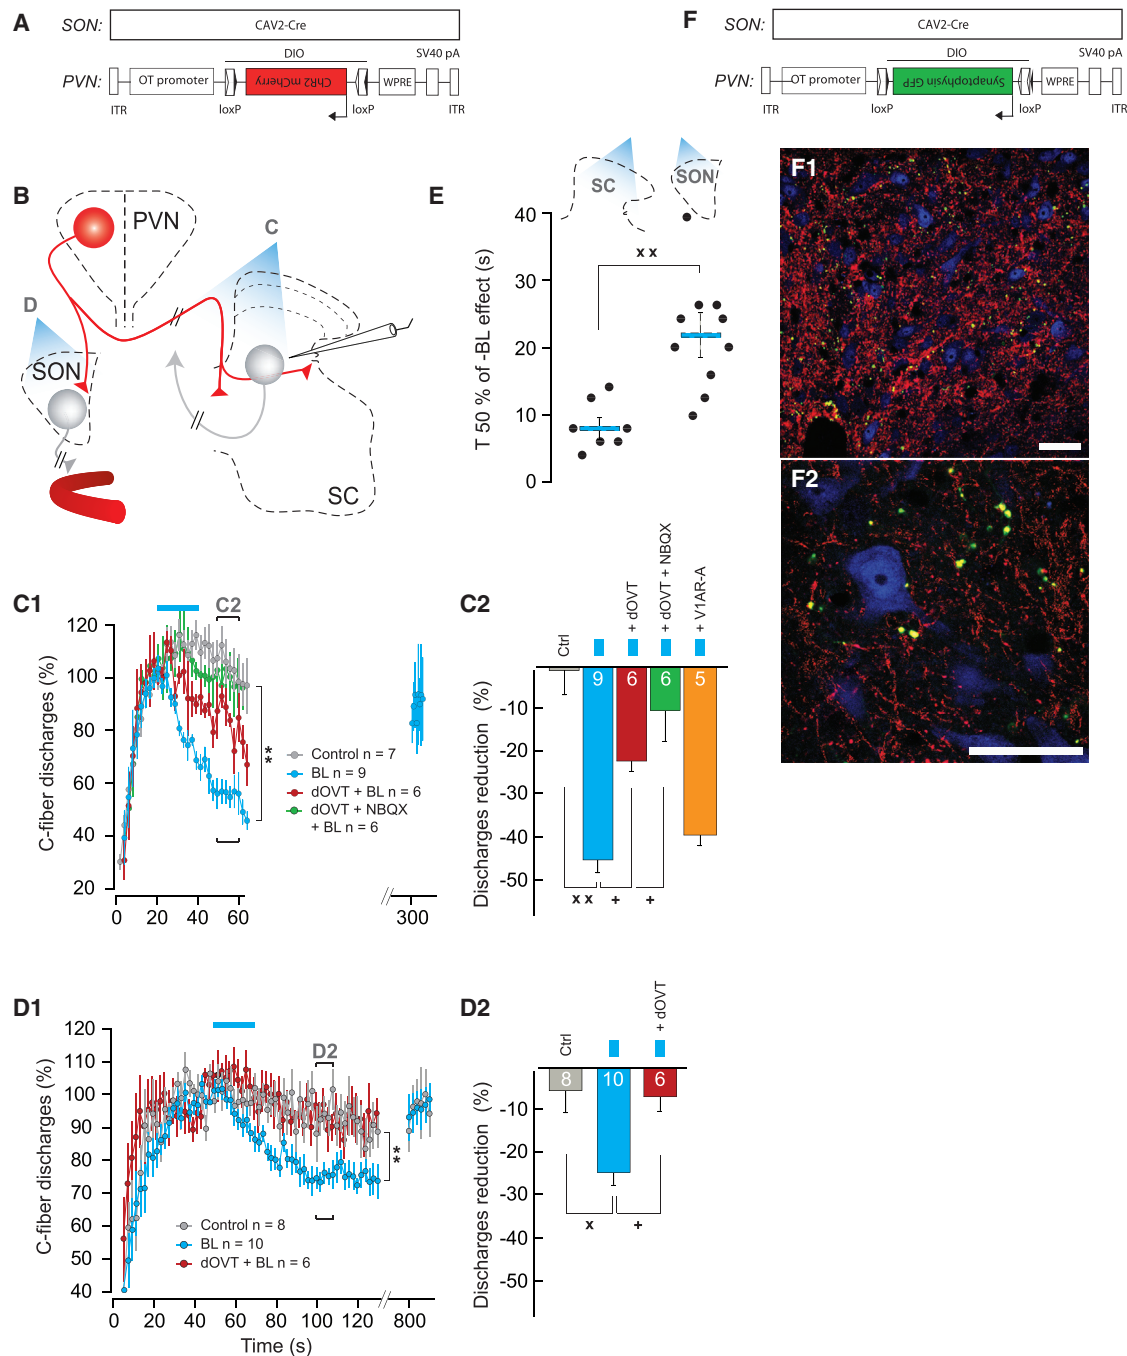 A
SON:
CAV2-Cre
DIO
SV40 pA
PVN:
OT promoter
ChR2 mCherry
WPRE
ITR
loxP
loxP
ITR
F
SON:
CAV2-Cre
DIO
SV40 pA
PVN:
OT promoter
Synaptophysin GFP
WPRE
ITR
loxP
loxP
ITR
B
PVN
C
D
SON
SC
E
SC
SON
T 50 % of -BL effect (s)
40
30
20
10
0
x x
F1
F2
C1
C2
C-fiber discharges (%)
120
100
80
60
40
20
0
20
40
60
300
**
Control n = 7
BL n = 9
dOVT + BL n = 6
dOVT + NBQX
+ BL n = 6
C2
Ctrl
+ dOVT
+ dOVT + NBQX
+ V1AR-A
9
6
6
5
Discharges reduction (%)
-10
-20
-30
-40
-50
x x
+
+
D1
D2
C-fiber discharges (%)
120
110
100
90
80
70
60
50
40
0
20
40
60
80
100
120
800
Time (s)
**
Control n = 8
BL n = 10
dOVT + BL n = 6
D2
Ctrl
+ dOVT
8
10
6
Discharges reduction (%)
-10
-20
-30
-40
-50
x
+